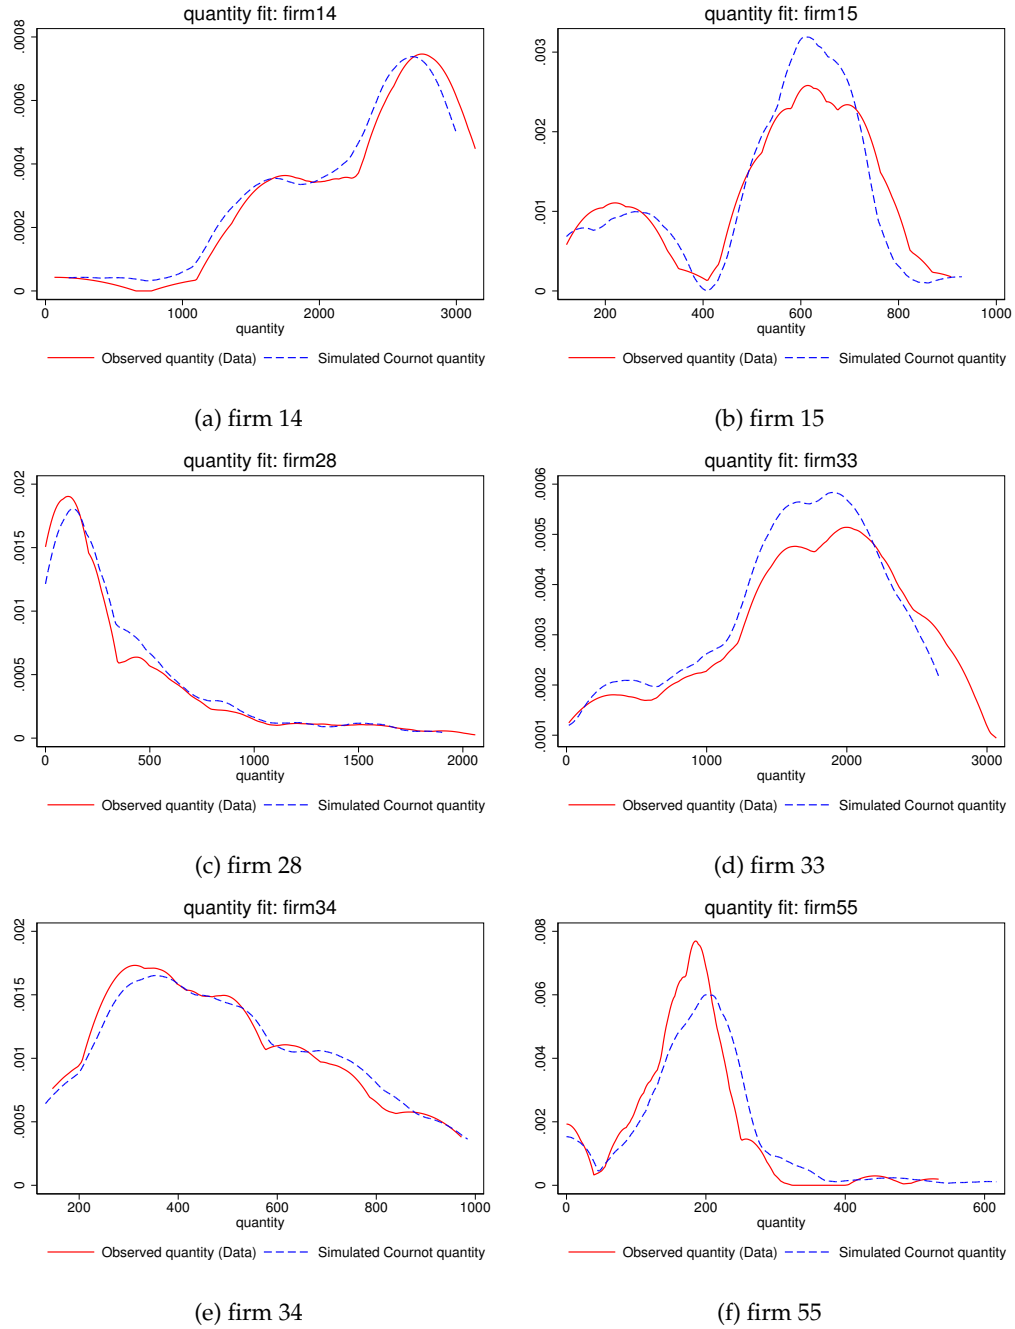 quantity fit: firm14
0 .0002 .0004 .0006 .0008
0 1000 2000 3000
quantity
Observed quantity (Data) Simulated Cournot quantity
(a) firm 14
quantity fit: firm15
0 .001 .002 .003
200 400 600 800 1000
quantity
Observed quantity (Data) Simulated Cournot quantity
(b) firm 15
quantity fit: firm28
0 .0005 .001 .0015 .002
0 500 1000 1500 2000
quantity
Observed quantity (Data) Simulated Cournot quantity
(c) firm 28
quantity fit: firm33
.0001 .0002 .0003 .0004 .0005 .0006
0 1000 2000 3000
quantity
Observed quantity (Data) Simulated Cournot quantity
(d) firm 33
quantity fit: firm34
0 .0005 .001 .0015 .002
200 400 600 800 1000
quantity
Observed quantity (Data) Simulated Cournot quantity
(e) firm 34
quantity fit: firm55
0 .002 .004 .006 .008
0 200 400 600
quantity
Observed quantity (Data) Simulated Cournot quantity
(f) firm 55